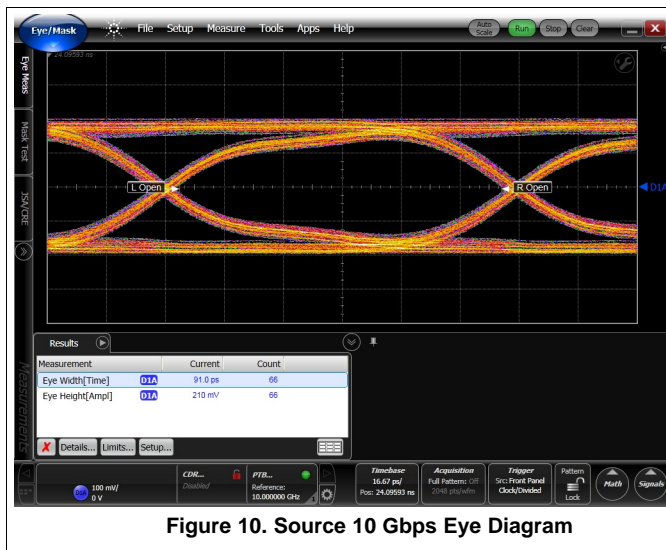 Eye/Mask File Setup Measure Tools Apps Help Auto Scale Run Stop Clear X
24.09593 ns
Eye Meas
Mask Test
JSA/CRE
L Open R Open
D1A
Results
Measurement Current Count
Eye Width[Time] D1A 91.0 ps 66
Eye Height[Ampl] D1A 210 mV 66
X Details... Limits... Setup...
Measurements
D1A 100 mV/
0 V
CDR...
Disabled
PTB...
Reference:
10.000000 GHz
Timebase
16.67 ps/
Pos: 24.09593 ns
Acquisition
Full Pattern: Off
2048 pts/wfm
Trigger
Src: Front Panel
Clock/Divided
Pattern
Lock
Math
Signals
Figure 10. Source 10 Gbps Eye Diagram